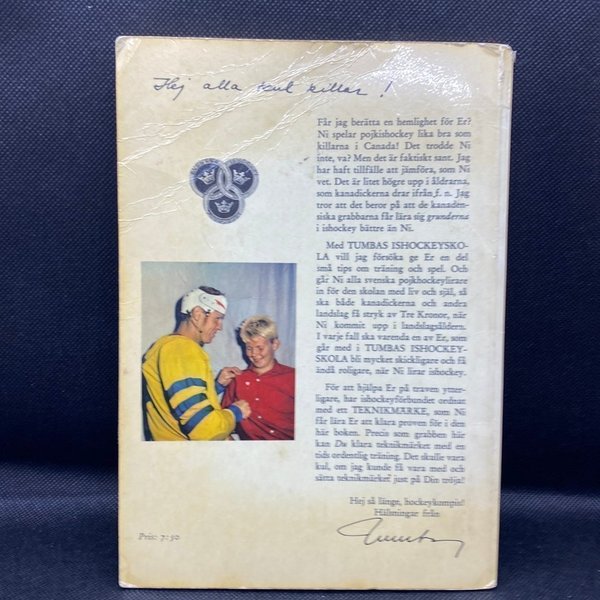 Hej alla kul killar!
Får jag berätta en hemlighet för Er?
Ni spelar pojkishockey lika bra som
killarna i Canada! Det trodde Ni
inte, va? Men det är faktiskt sant. Jag
har haft tillfälle att jämföra, som Ni
vet. Det är litet högre upp i åldrarna,
som kanadickerna drar ifrån f. n. Jag
tror att det beror på att de kanaden-
siska grabbarna får lära sig grunderna
i ishockey bättre än Ni.
Med TUMBAS ISHOCKEYSKO-
LA vill jag försöka ge Er en del
små tips om träning och spel. Och
går Ni alla svenska pojkhockeylirare
in för den skolan med liv och själ, så
ska både kanadickerna och andra
landslag få stryk av Tre Kronor, när
Ni kommit upp i landslagsåldern.
I varje fall ska varenda en av Er, som
går med i TUMBAS ISHOCKEY-
SKOLA bli mycket skickligare och få
ändå roligare, när Ni lirar ishockey.
För att hjälpa Er på traven ytter-
ligare, har ishockeyförbundet ordnat
med ett TEKNIKMÄRKE, som Ni
får lära Er att klara proven för i den
här boken. Precis som grabben här
kan Du klara teknikmärket med en
tids ordentlig träning. Det skulle vara
kul, om jag kunde få vara med och
sätta teknikmärket just på Din tröja!
Hej så länge, hockeykompis!
Hälsningar från
Tumba
Pris: 7:50